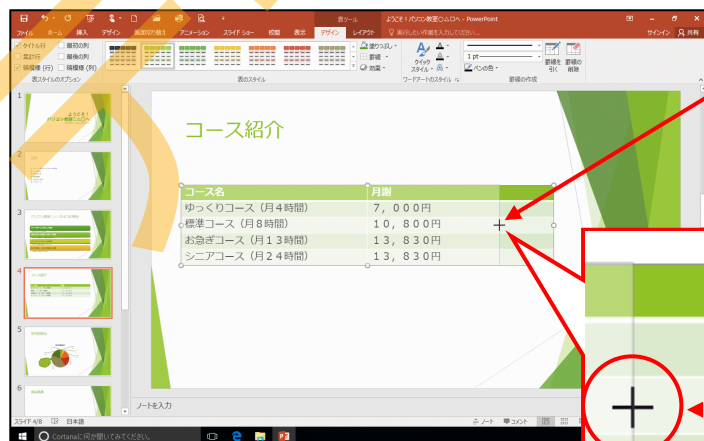 表ツール
ようこそ！パソコン教室○△□へ - PowerPoint
ファイル ホーム 挿入 デザイン 画面切り替え アニメーション スライド ショー 校閲 表示 デザイン レイアウト 実行したい作業を入力してください... サインイン 共有
タイトル行 最初の列
集計行 最後の列
縞模様 (行) 縞模様 (列)
塗りつぶし
罫線
効果
クイック
スタイル
1 pt
ペンの色
罫線を
引く
罫線の
削除
表スタイルのオプション 表のスタイル ワードアートのスタイル 罫線の作成
1
ようこそ！
パソコン教室○△□へ
2
3
4
コース紹介
5
6
コース紹介
コース名 月謝
ゆっくりコース（月４時間） ７，０００円
標準コース（月８時間） １０，８００円
お急ぎコース（月１３時間） １３，８３０円
シニアコース（月２４時間） １３，８３０円
ノートを入力
スライド 4/8 日本語 ノート コメント
Cortanaに何か聞いてみてください。